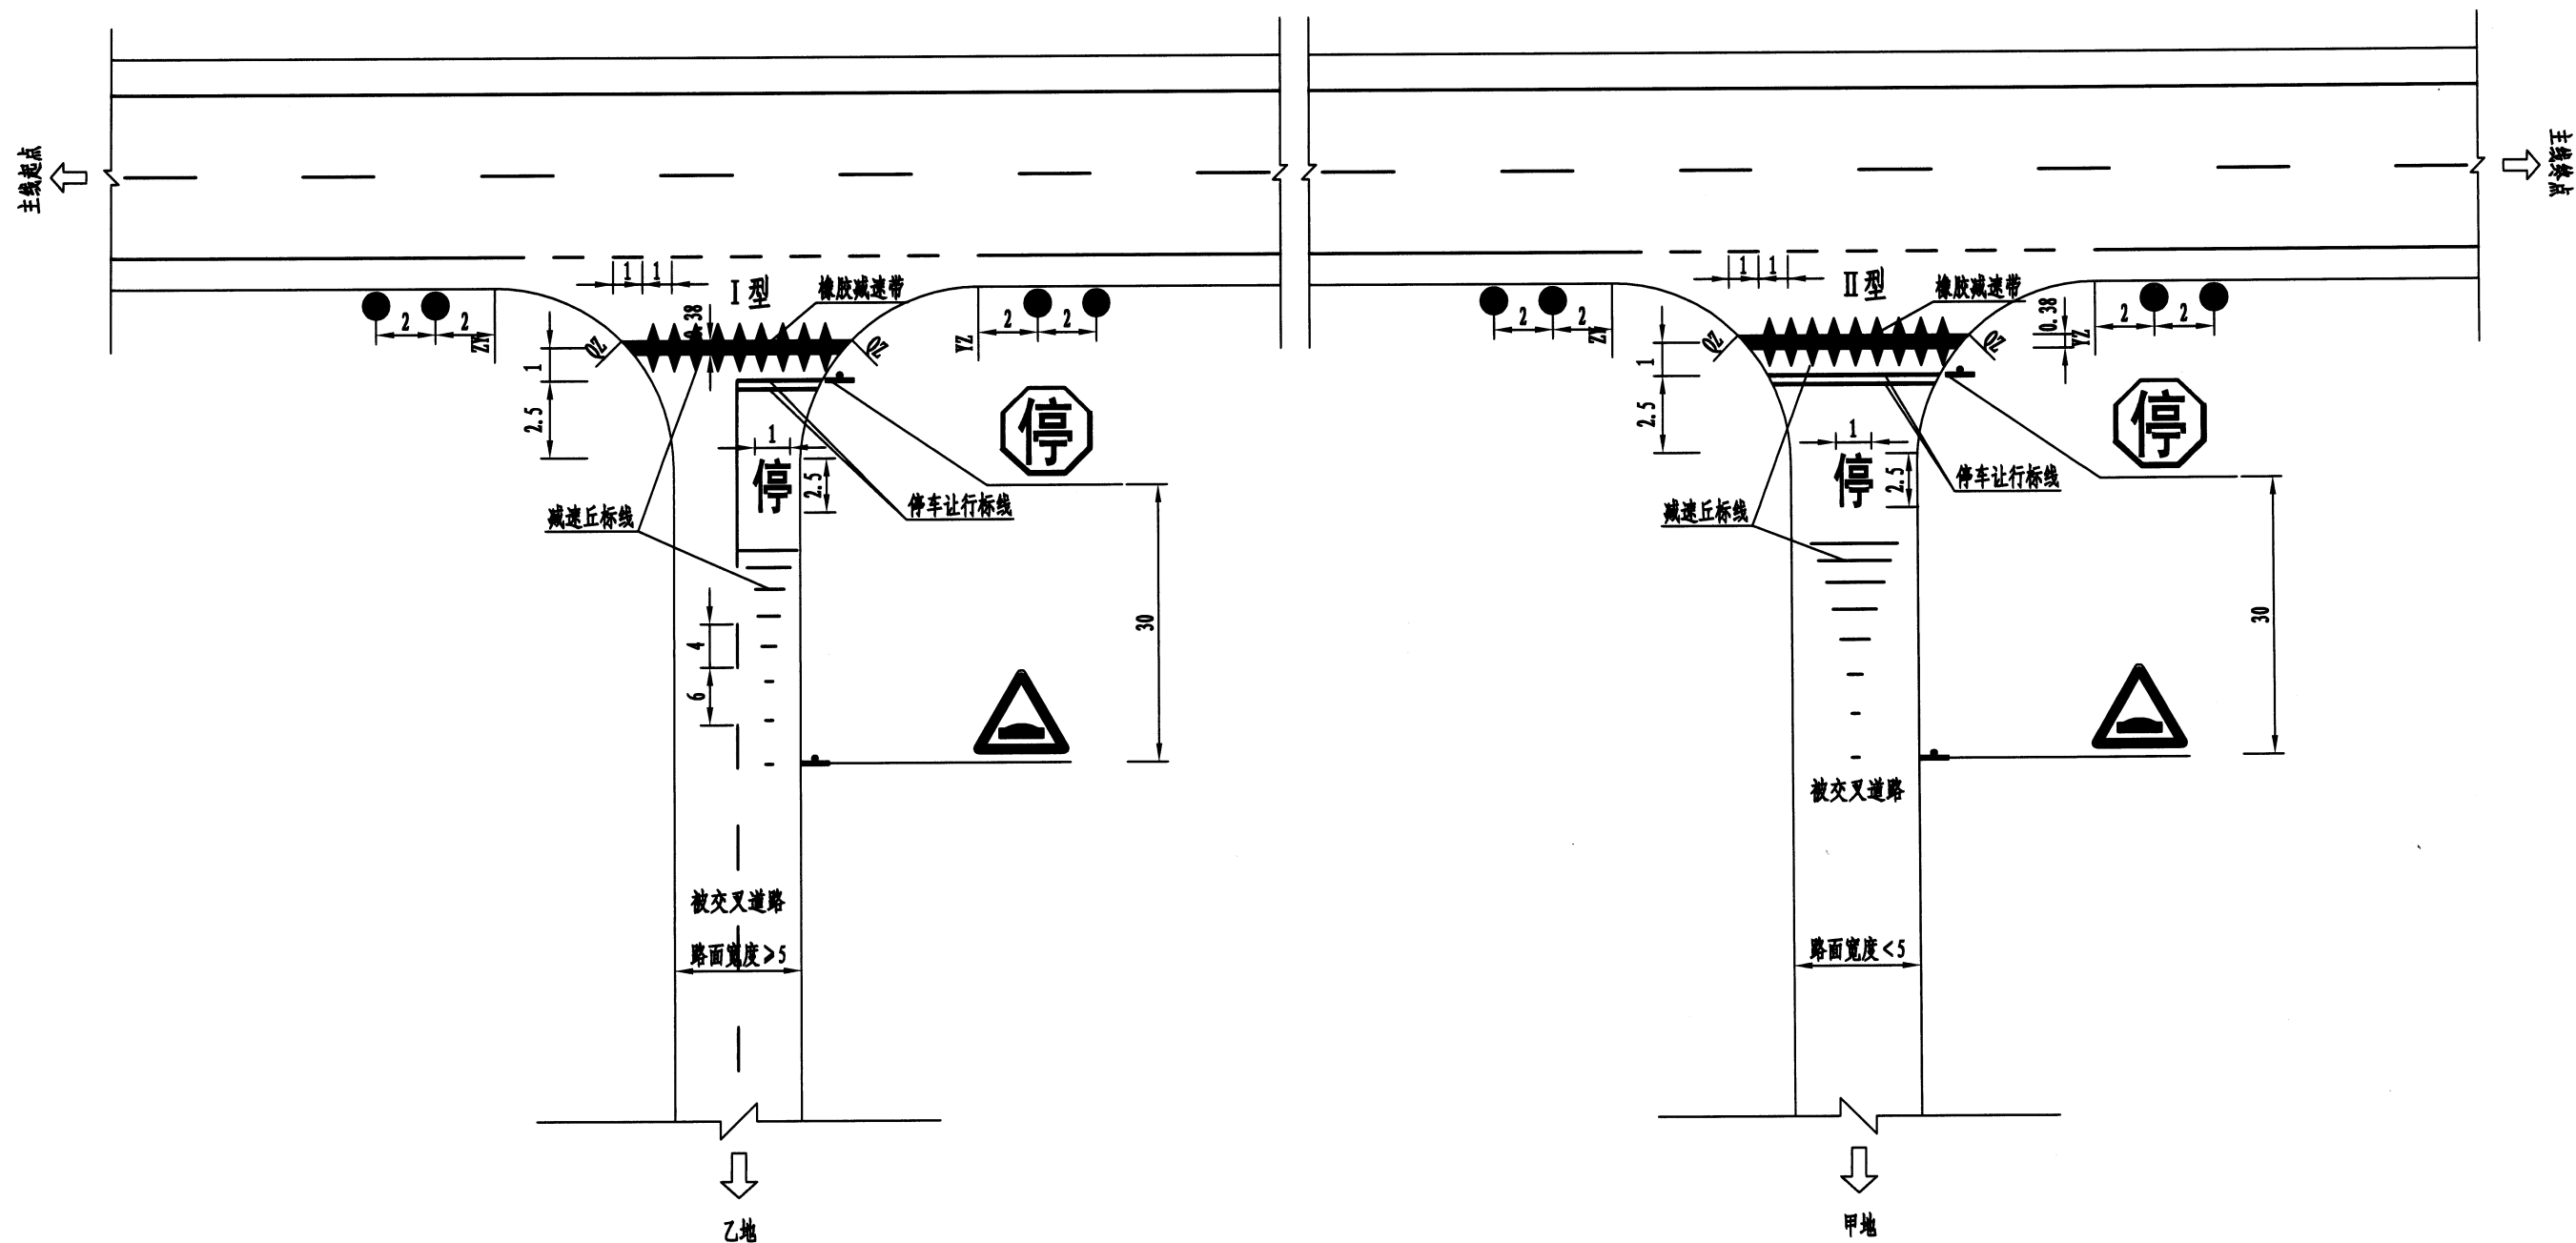 主线起点
主线终点
1
1
I 型
橡胶减速带
0.38
2
2
ZY
QZ
QZ
YZ
2
2
1
2.5
停
1
停
2.5
停车让行标线
减速丘标线
30
4
6
被交叉道路
路面宽度≥5
乙地
1
1
II 型
橡胶减速带
0.38
2
2
ZY
QZ
QZ
YZ
2
2
1
2.5
停
1
停
2.5
停车让行标线
减速丘标线
30
被交叉道路
路面宽度<5
甲地